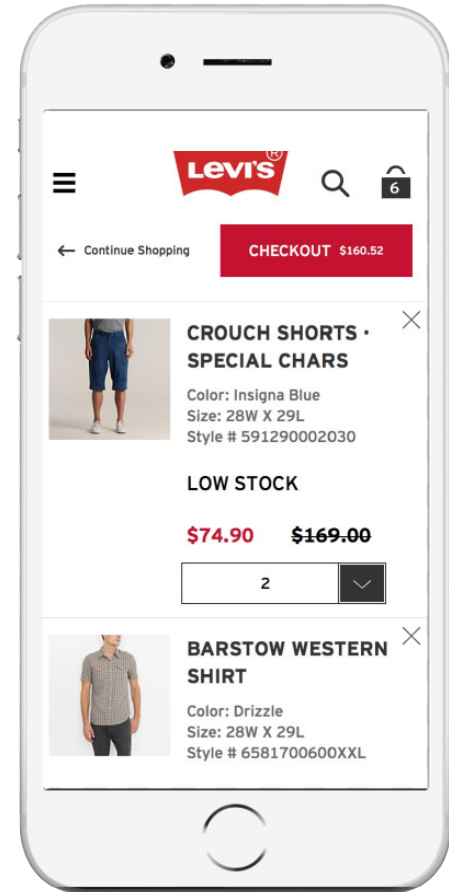 LEVI'S ®
6
← Continue Shopping
CHECKOUT $160.52
CROUCH SHORTS ·
SPECIAL CHARS
Color: Insigna Blue
Size: 28W X 29L
Style # 591290002030
LOW STOCK
$74.90 $169.00
2
BARSTOW WESTERN
SHIRT
Color: Drizzle
Size: 28W X 29L
Style # 6581700600XXL